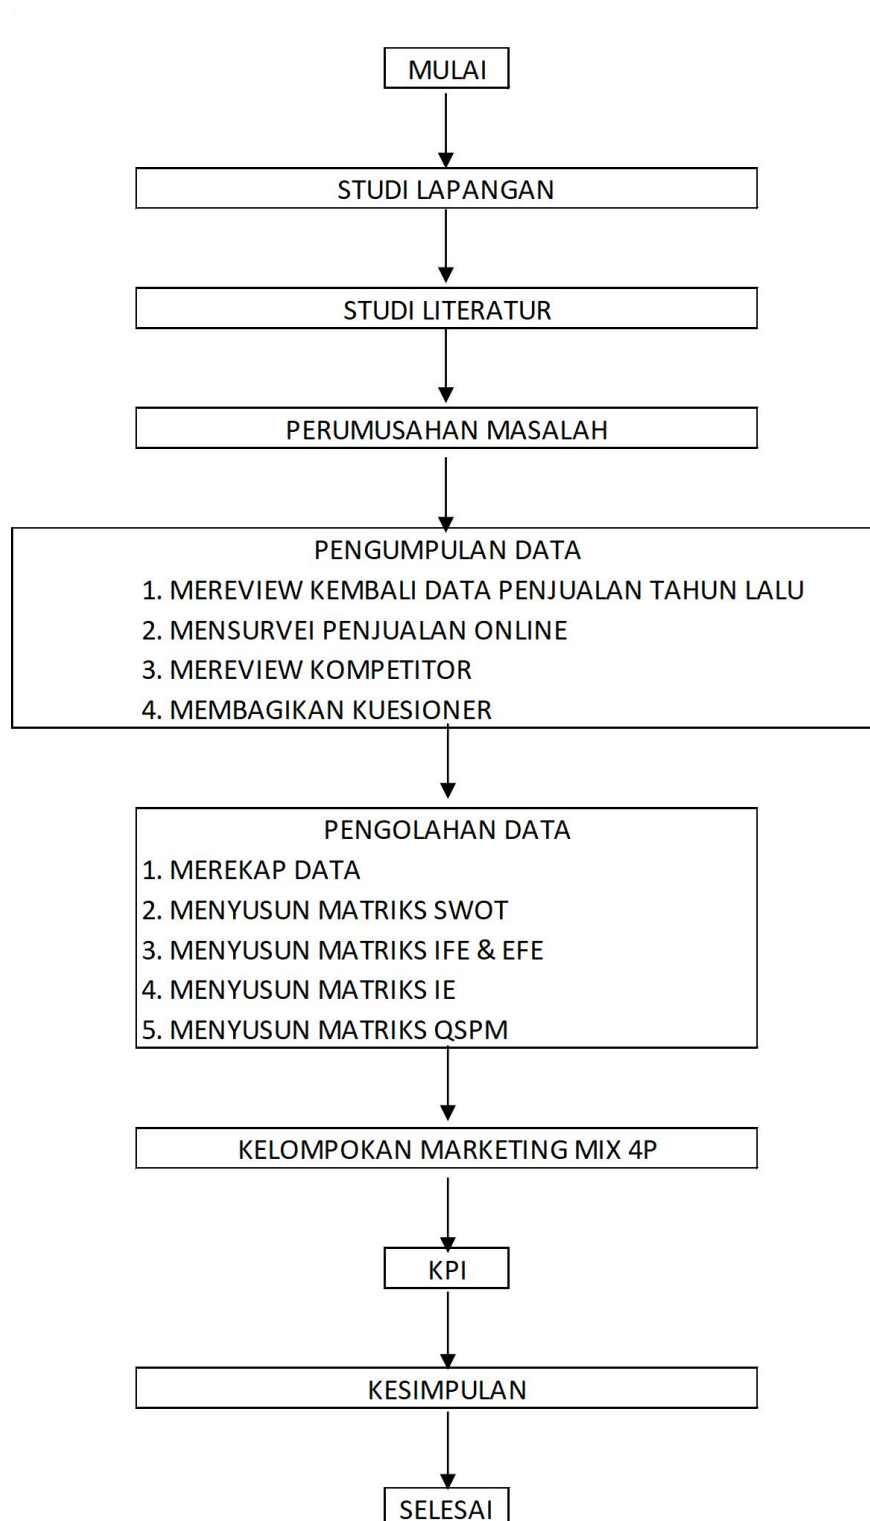 MULAI
STUDI LAPANGAN
STUDI LITERATUR
PERUMUSAHAN MASALAH
PENGUMPULAN DATA
1. MEREVIEW KEMBALI DATA PENJUALAN TAHUN LALU
2. MENSURVEI PENJUALAN ONLINE
3. MEREVIEW KOMPETITOR
4. MEMBAGIKAN KUESIONER
PENGOLAHAN DATA
1. MEREKAP DATA
2. MENYUSUN MATRIKS SWOT
3. MENYUSUN MATRIKS IFE & EFE
4. MENYUSUN MATRIKS IE
5. MENYUSUN MATRIKS QSPM
KELOMPOKAN MARKETING MIX 4P
KPI
KESIMPULAN
SELESAI